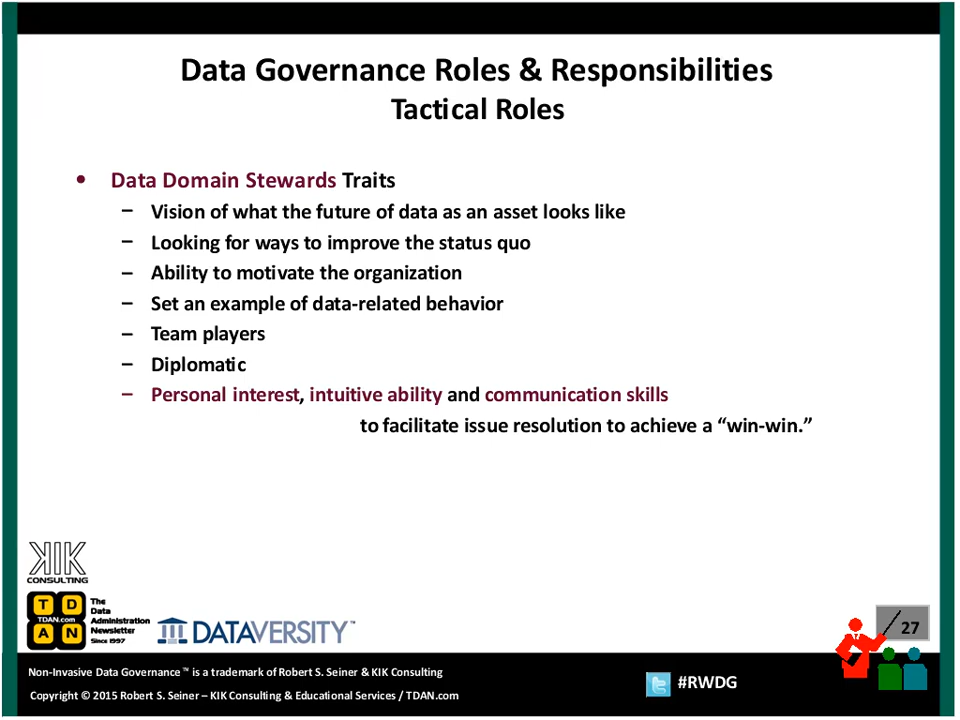 Data Governance Roles & Responsibilities
Tactical Roles
• Data Domain Stewards Traits
– Vision of what the future of data as an asset looks like
– Looking for ways to improve the status quo
– Ability to motivate the organization
– Set an example of data-related behavior
– Team players
– Diplomatic
– Personal interest, intuitive ability and communication skills
to facilitate issue resolution to achieve a “win-win.”
KIK
CONSULTING
T D
TDAN.com
A N
The
Data
Administration
Newsletter
Since 1997
DATAVERSITY™
27
Non-Invasive Data Governance ™ is a trademark of Robert S. Seiner & KIK Consulting
Copyright © 2015 Robert S. Seiner – KIK Consulting & Educational Services / TDAN.com
#RWDG